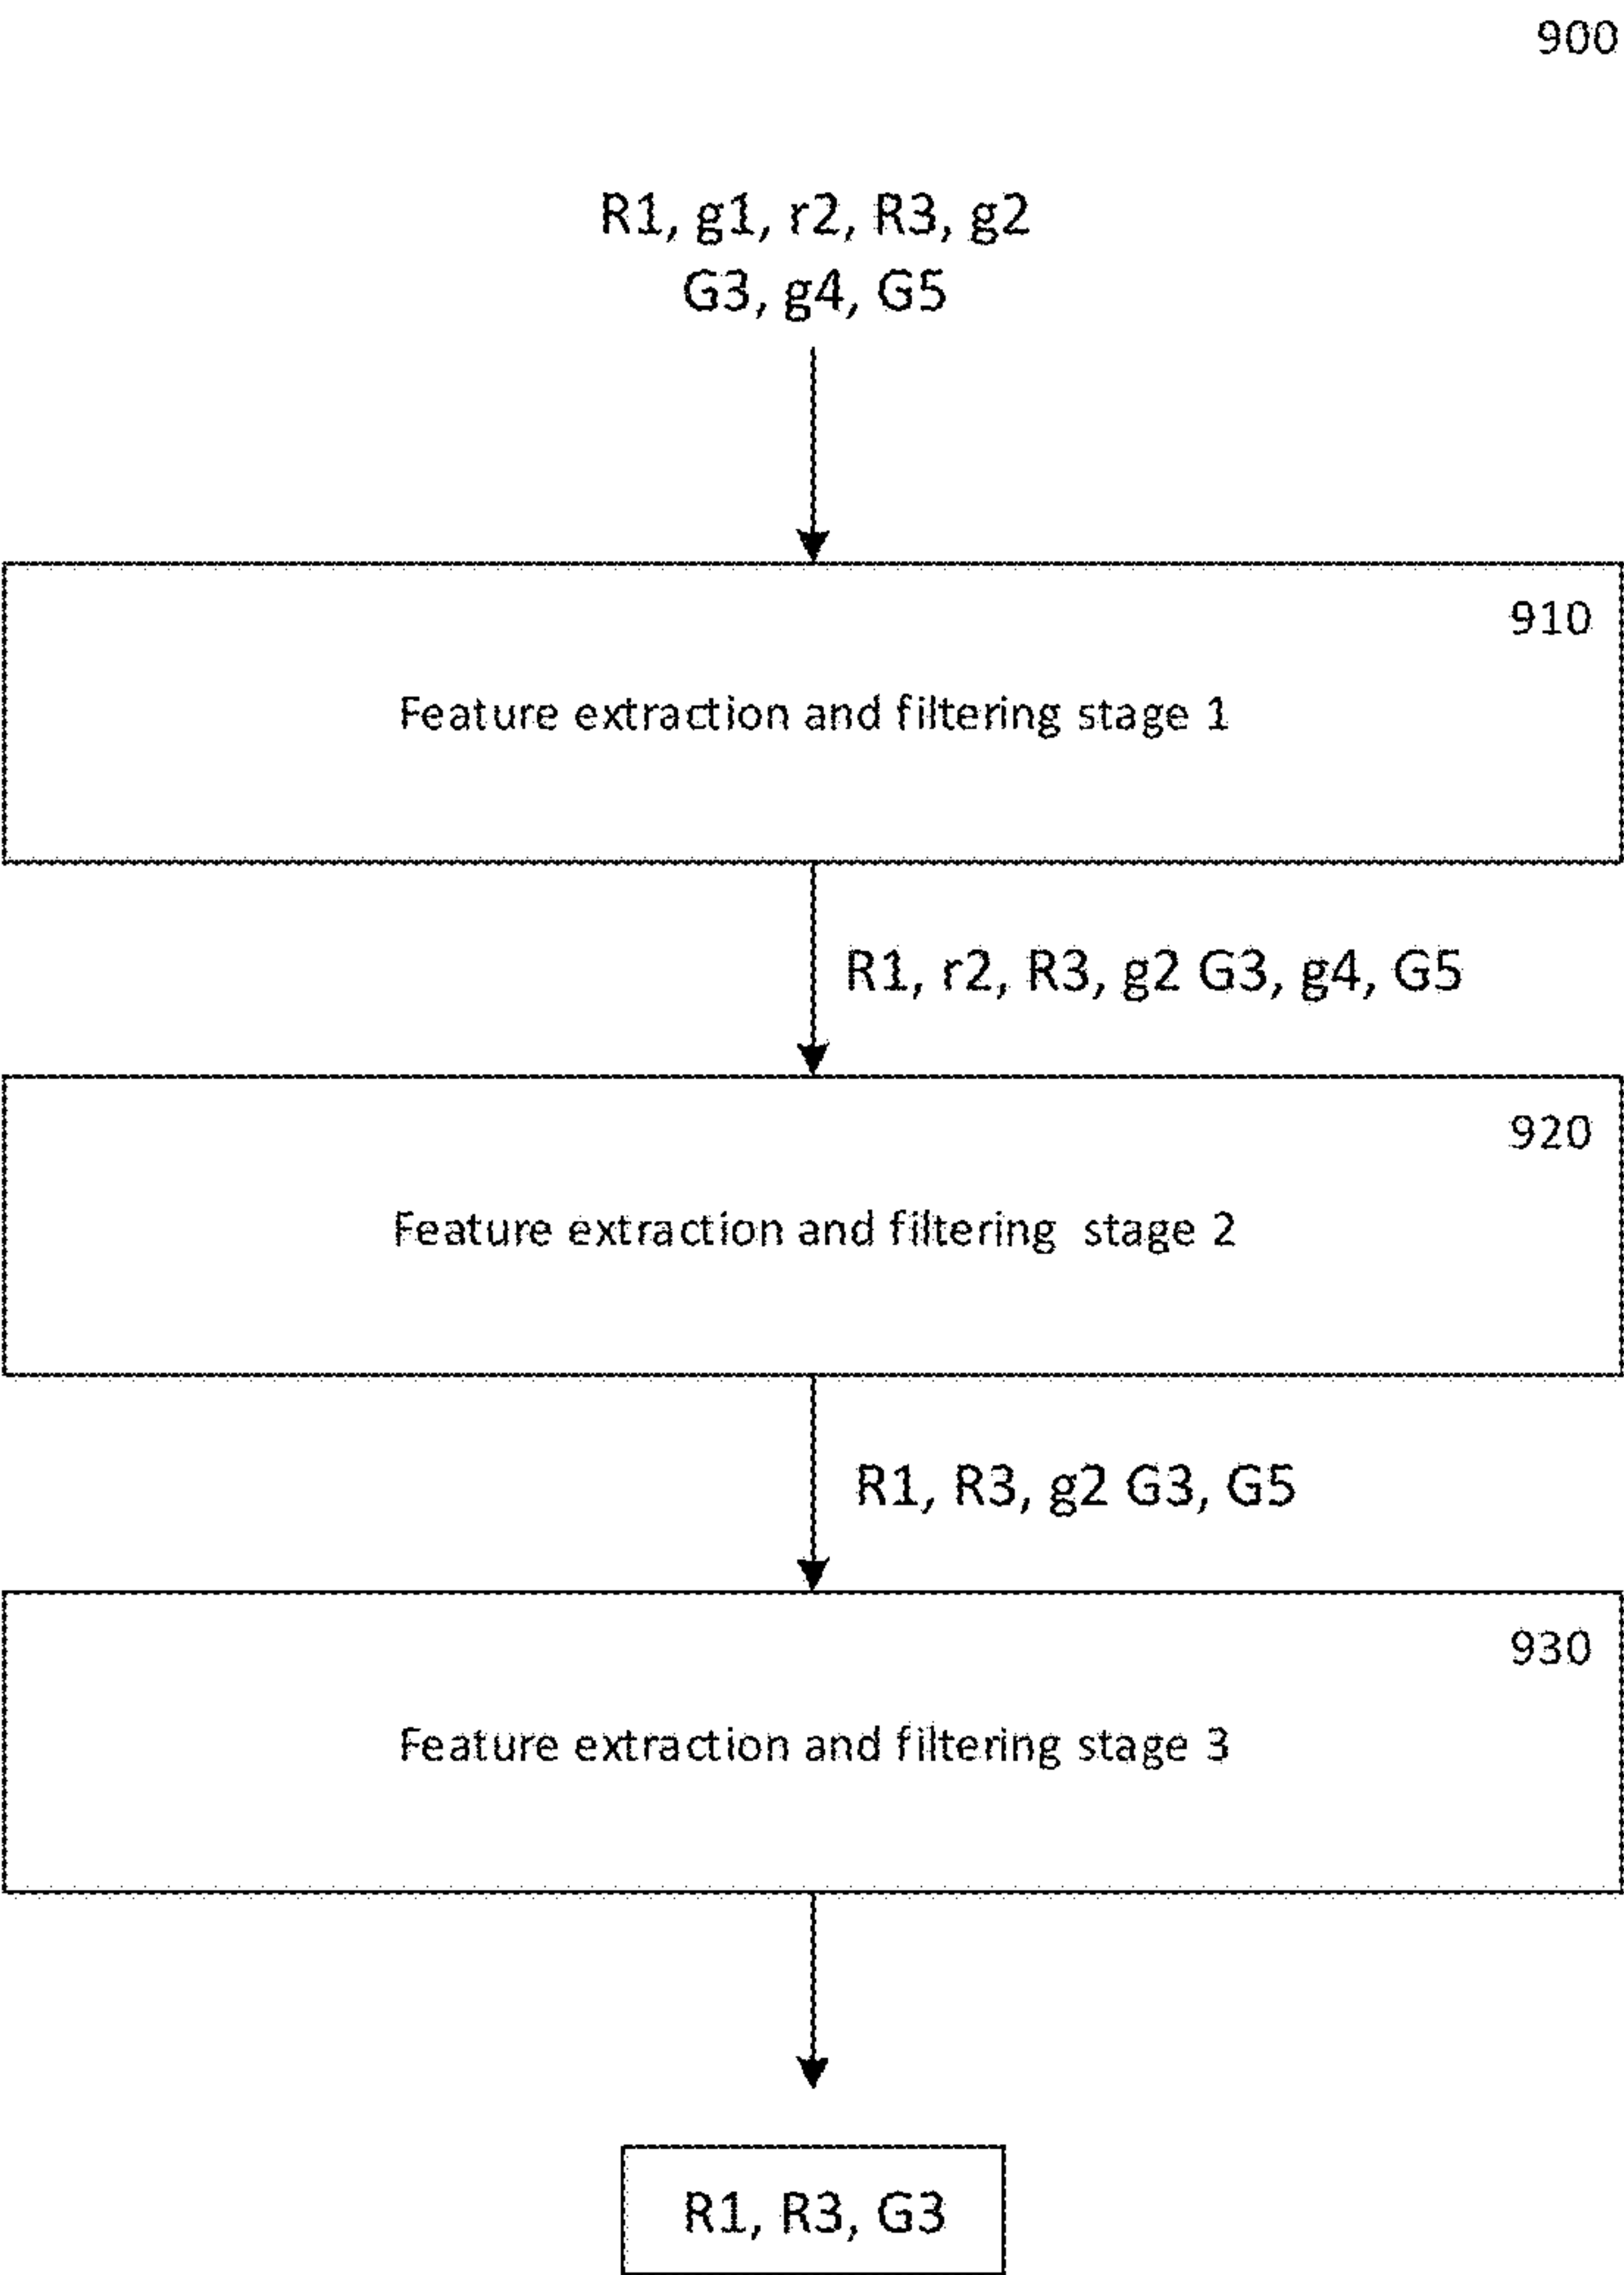 900
R1, g1, r2, R3, g2
G3, g4, G5
910
Feature extraction and filtering stage 1
R1, r2, R3, g2 G3, g4, G5
920
Feature extraction and filtering  stage 2
R1, R3, g2 G3, G5
930
Feature extraction and filtering stage 3
R1, R3, G3